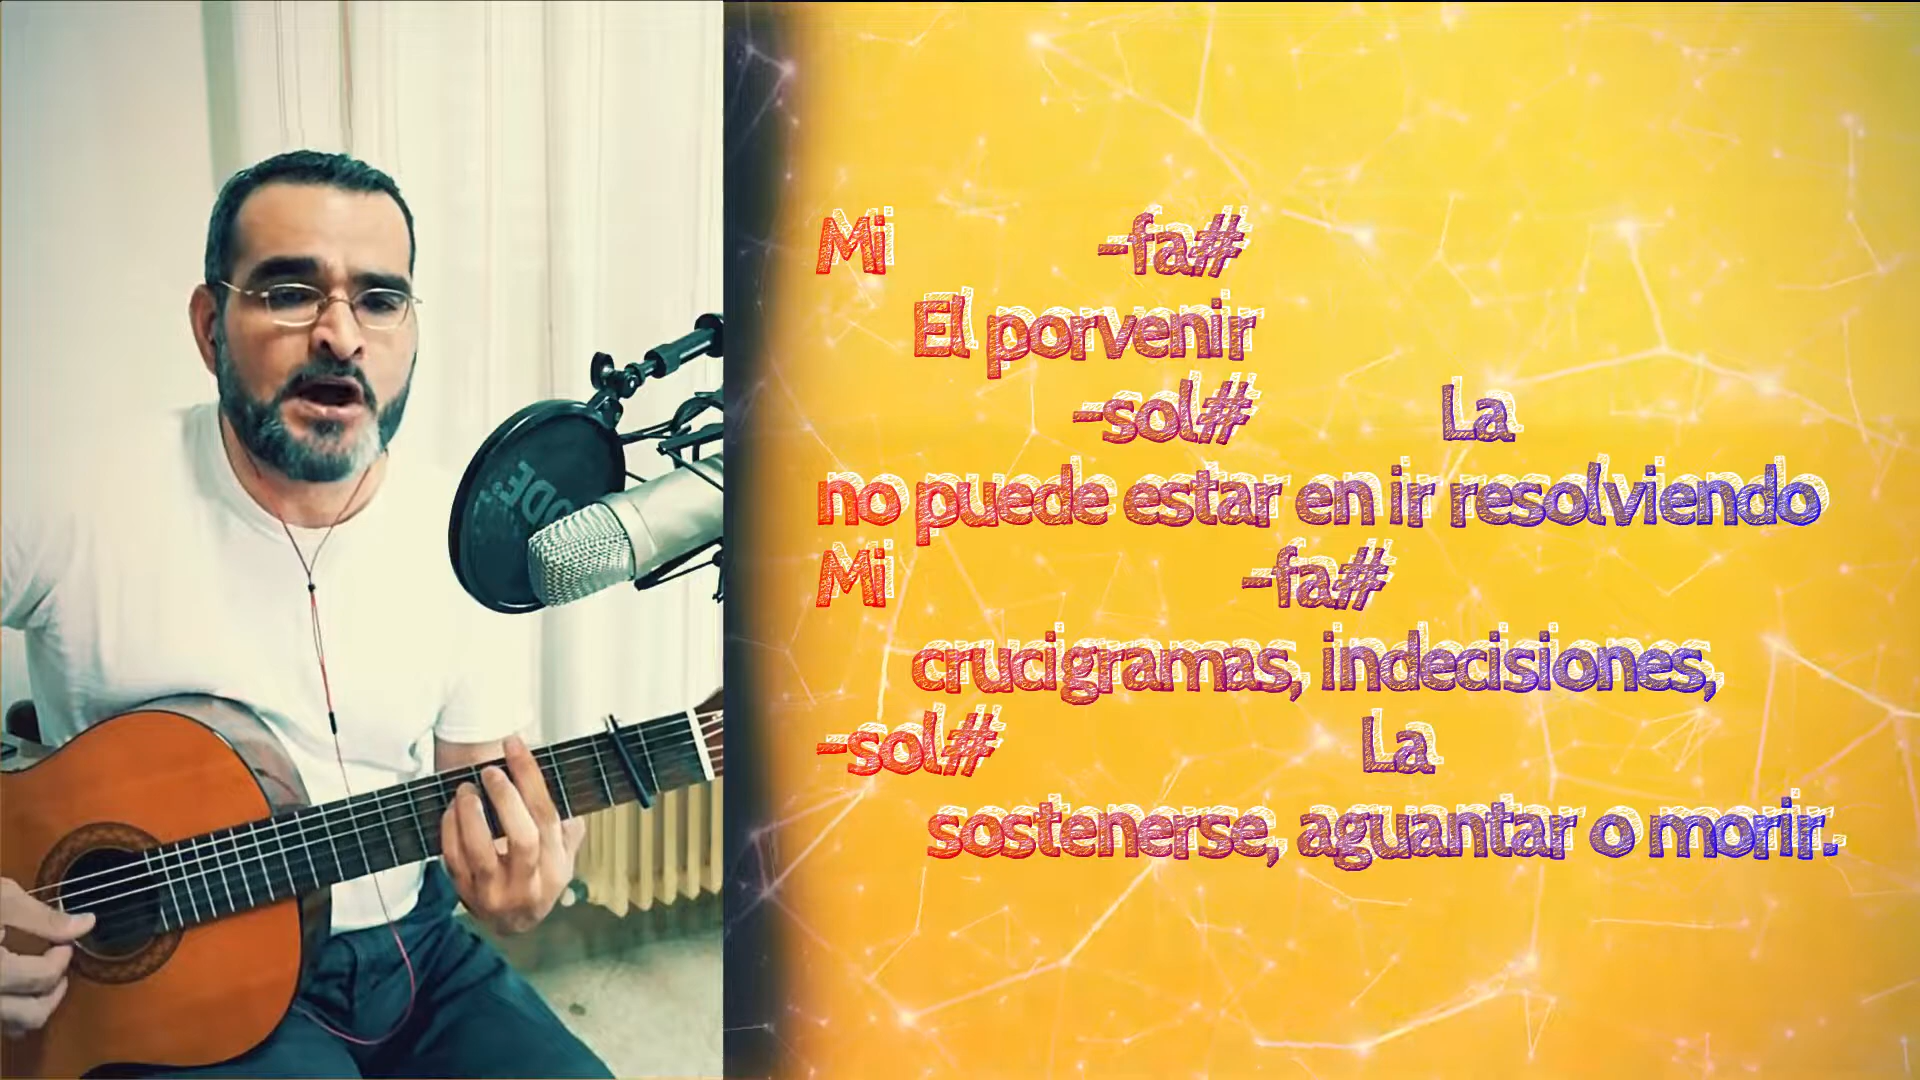 Mi -fa#
El porvenir
-sol# La
no puede estar en ir resolviendo
Mi -fa#
crucigramas, indecisiones,
-sol# La
sostenerse, aguantar o morir.